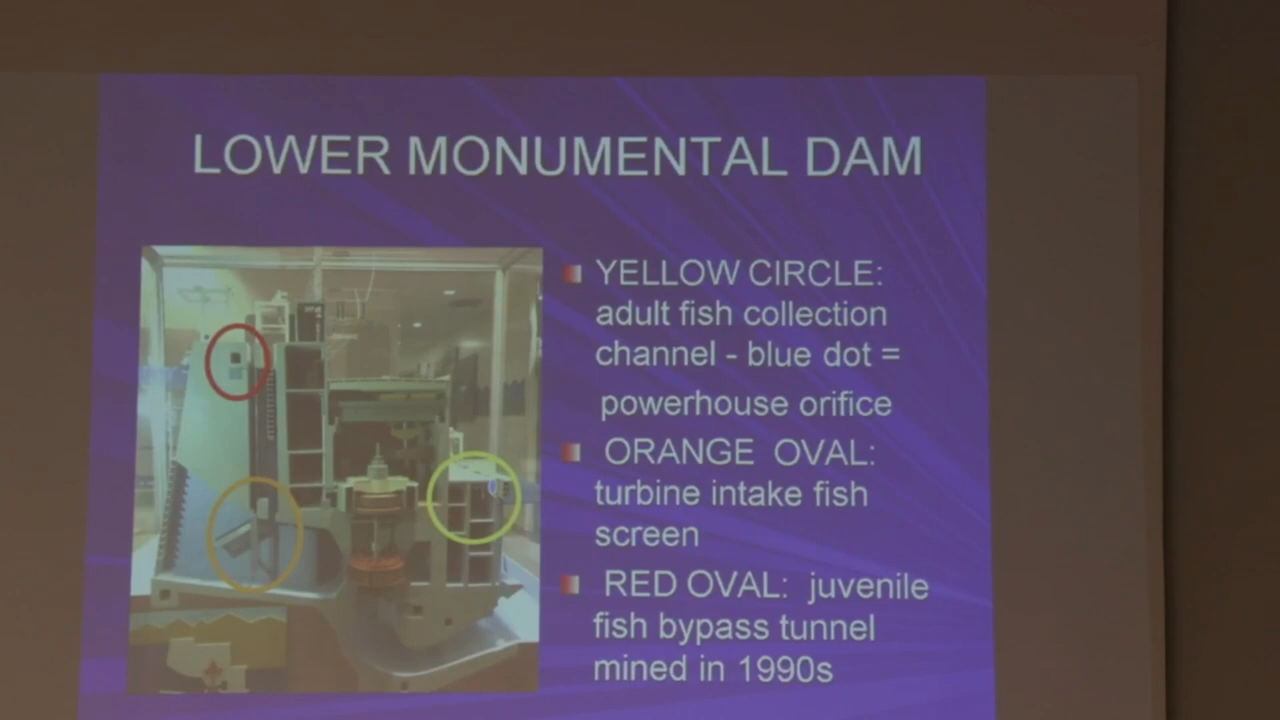 LOWER MONUMENTAL DAM
YELLOW CIRCLE:
adult fish collection
channel - blue dot =
powerhouse orifice
ORANGE OVAL:
turbine intake fish
screen
RED OVAL: juvenile
fish bypass tunnel
mined in 1990s